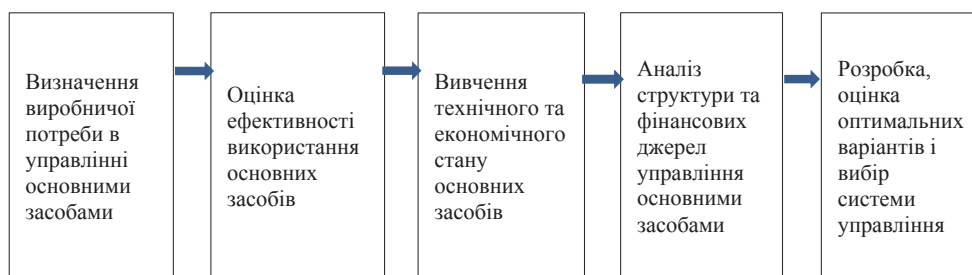 Визначення
виробничої
потреби в
управлінні
основними
засобами
Оцінка
ефективності
використання
основних
засобів
Вивчення
технічного та
економічного
стану
основних
засобів
Аналіз
структури та
фінансових
джерел
управління
основними
засобами
Розробка,
оцінка
оптимальних
варіантів і
вибір
системи
управління